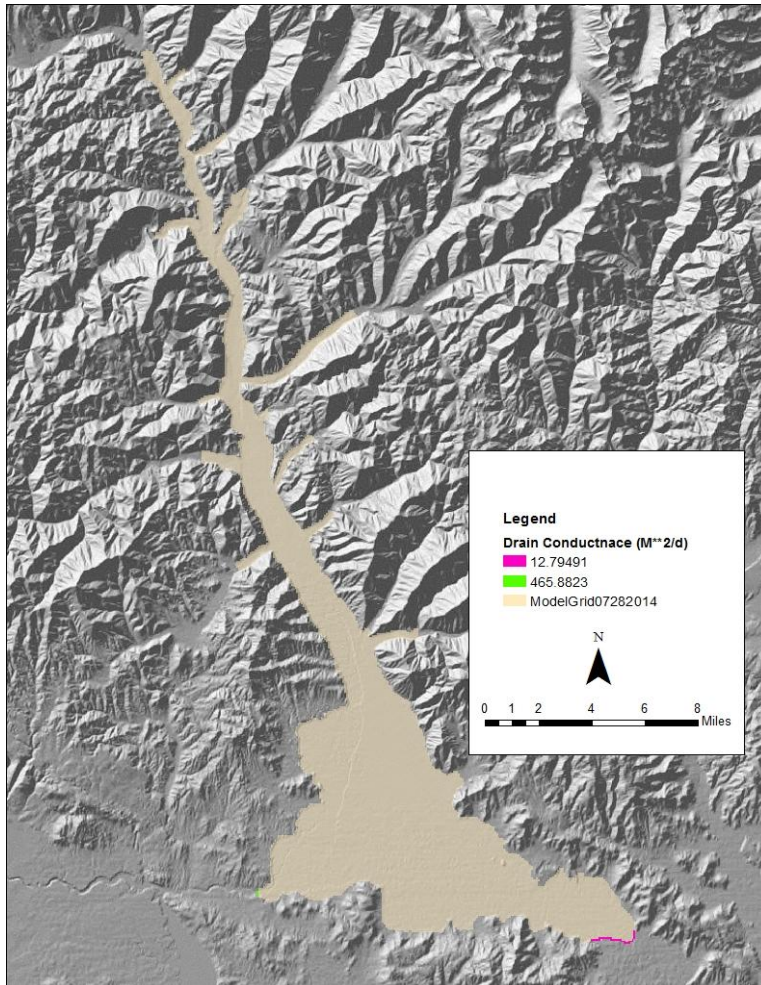 Legend
Drain Conductnace (M**2/d)
12.79491
465.8823
ModelGrid07282014
N
0 1 2 4 6 8
Miles